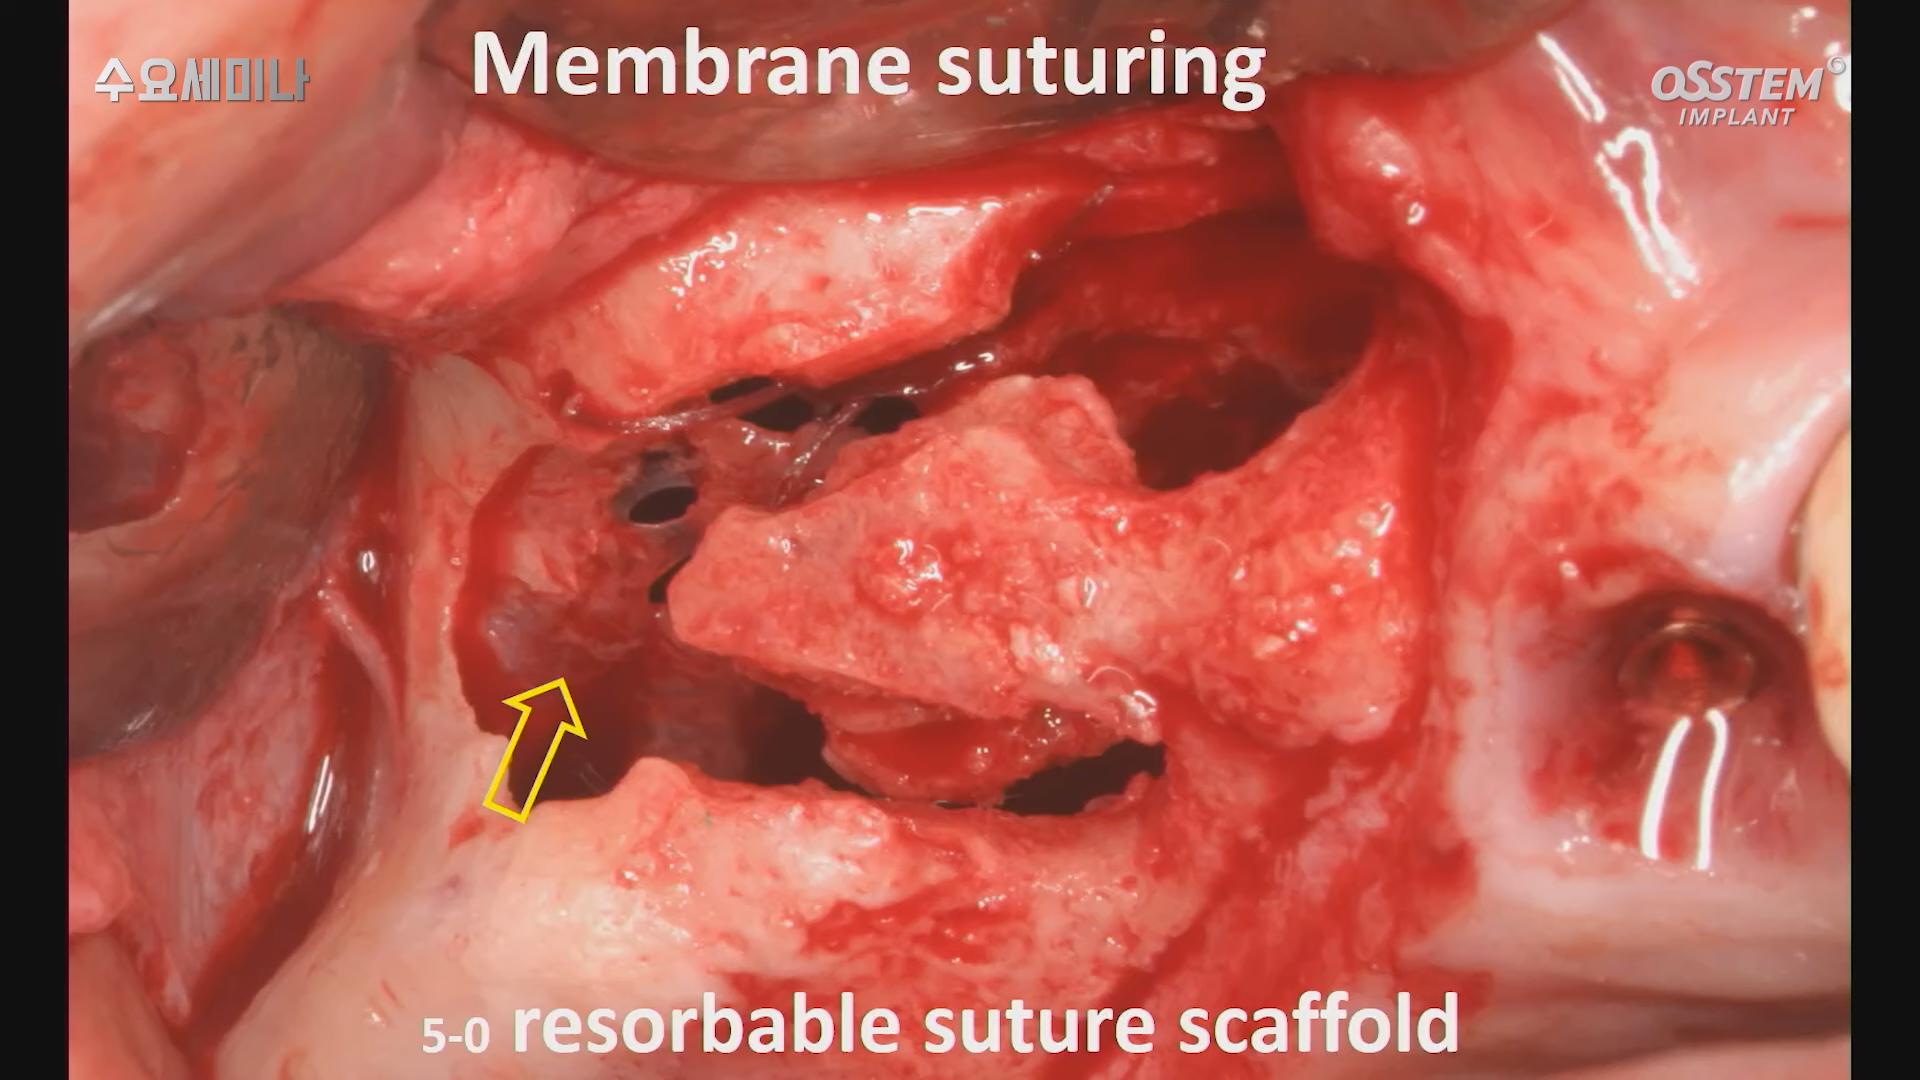 Membrane suturing
수요세미나
OSSTEM
IMPLANT
5-0 resorbable suture scaffold